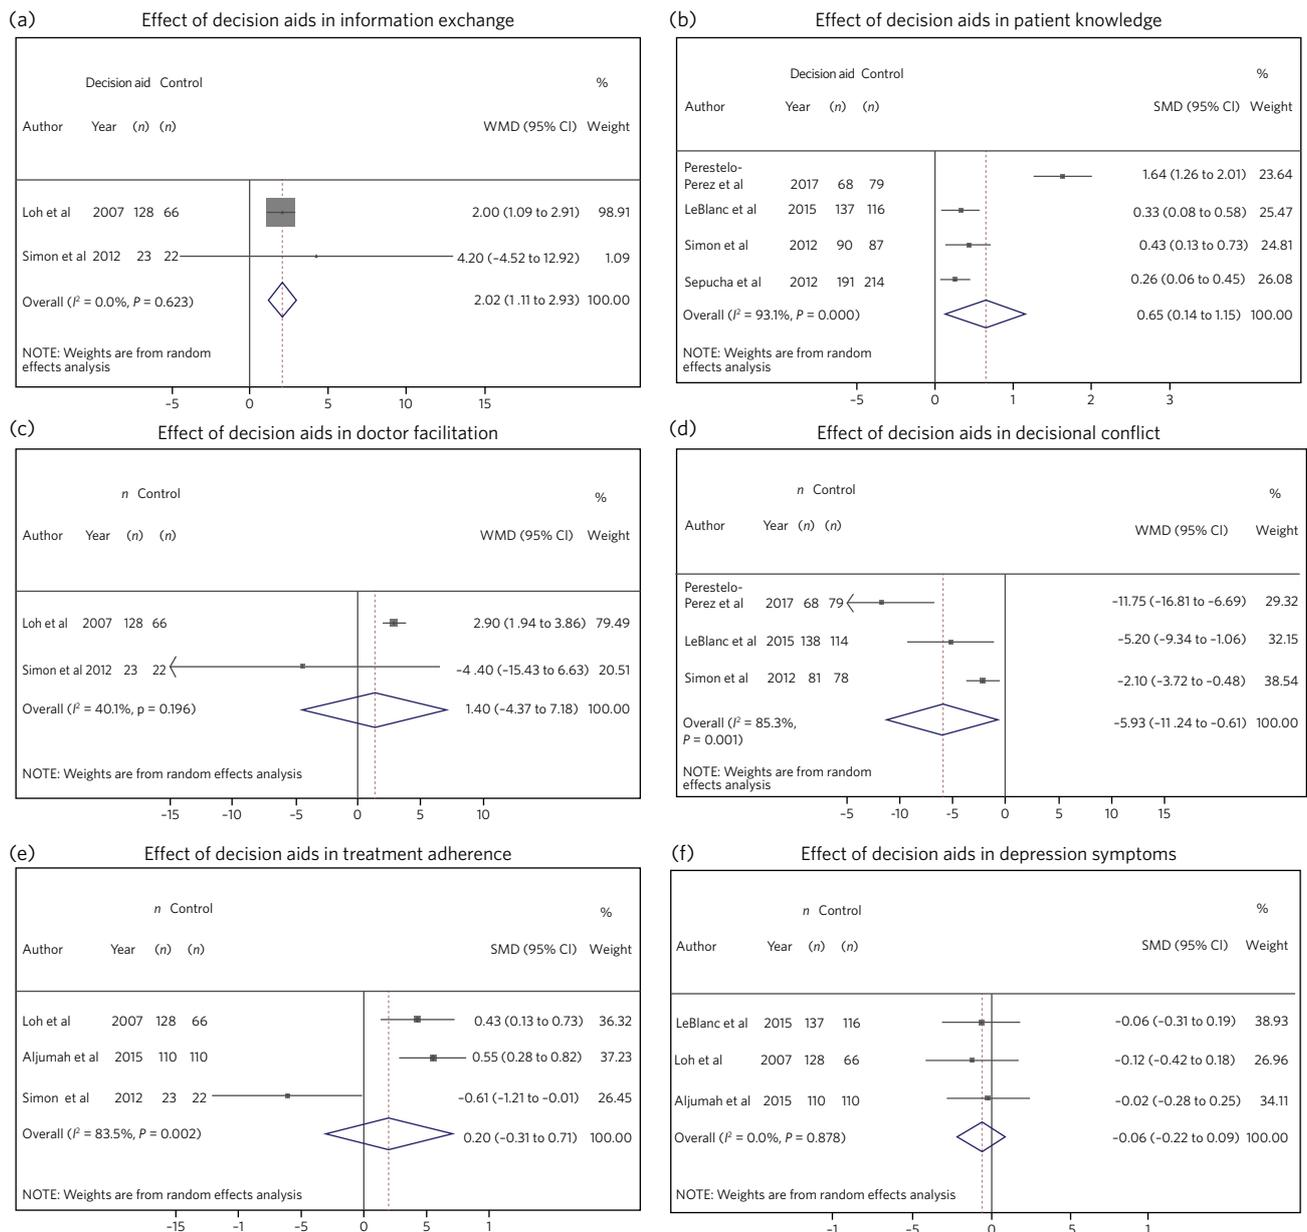 (a) Effect of decision aids in information exchange
Decision aid Control %
Author Year (n) (n) WMD (95% CI) Weight
Loh et al 2007 128 66 2.00 (1.09 to 2.91) 98.91
Simon et al 2012 23 22 4.20 (−4.52 to 12.92) 1.09
Overall (I² = 0.0%, P = 0.623) 2.02 (1 .11 to 2.93) 100.00
NOTE: Weights are from random
effects analysis
-5 0 5 10 15
(b) Effect of decision aids in patient knowledge
Decision aid Control %
Author Year (n) (n) SMD (95% CI) Weight
Perestelo-
Perez et al 2017 68 79 1.64 (1.26 to 2.01) 23.64
LeBlanc et al 2015 137 116 0.33 (0.08 to 0.58) 25.47
Simon et al 2012 90 87 0.43 (0.13 to 0.73) 24.81
Sepucha et al 2012 191 214 0.26 (0.06 to 0.45) 26.08
Overall (I² = 93.1%, P = 0.000) 0.65 (0.14 to 1.15) 100.00
NOTE: Weights are from random
effects analysis
-5 0 1 2 3
(c) Effect of decision aids in doctor facilitation
n Control %
Author Year (n) (n) WMD (95% CI) Weight
Loh et al 2007 128 66 2.90 (1 .94 to 3.86) 79.49
Simon et al 2012 23 22 −4 .40 (−15.43 to 6.63) 20.51
Overall (I² = 40.1%, p = 0.196) 1.40 (−4.37 to 7.18) 100.00
NOTE: Weights are from random effects analysis
-15 -10 -5 0 5 10
(d) Effect of decision aids in decisional conflict
n Control %
Author Year (n) (n) WMD (95% CI) Weight
Perestelo-
Perez et al 2017 68 79 −11.75 (−16.81 to −6.69) 29.32
LeBlanc et al 2015 138 114 −5.20 (−9.34 to −1.06) 32.15
Simon et al 2012 81 78 −2.10 (−3.72 to −0.48) 38.54
Overall (I² = 85.3%, −5.93 (−11 .24 to −0.61) 100.00
P = 0.001)
NOTE: Weights are from random
effects analysis
-5 -10 -5 0 5 10 15
(e) Effect of decision aids in treatment adherence
n Control %
Author Year (n) (n) SMD (95% CI) Weight
Loh et al 2007 128 66 0.43 (0.13 to 0.73) 36.32
Aljumah et al 2015 110 110 0.55 (0.28 to 0.82) 37.23
Simon et al 2012 23 22 −0.61 (−1.21 to −0.01) 26.45
Overall (I² = 83.5%, P = 0.002) 0.20 (−0.31 to 0.71) 100.00
NOTE: Weights are from random effects analysis
-15 -1 -5 0 5 1
(f) Effect of decision aids in depression symptoms
n Control %
Author Year (n) (n) SMD (95% CI) Weight
LeBlanc et al 2015 137 116 −0.06 (−0.31 to 0.19) 38.93
Loh et al 2007 128 66 −0.12 (−0.42 to 0.18) 26.96
Aljumah et al 2015 110 110 −0.02 (−0.28 to 0.25) 34.11
Overall (I² = 0.0%, P = 0.878) −0.06 (−0.22 to 0.09) 100.00
NOTE: Weights are from random effects analysis
-1 -5 0 5 1